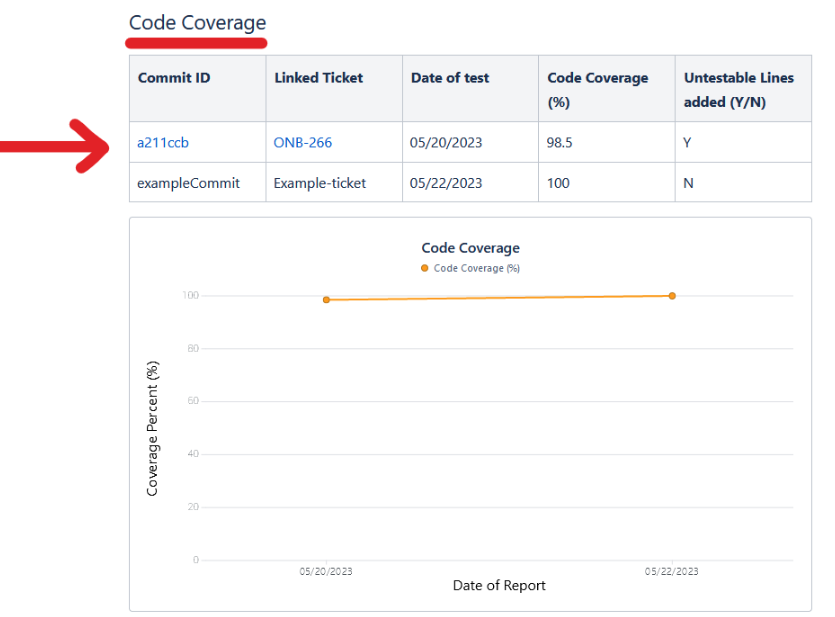 Code Coverage
Commit ID Linked Ticket Date of test Code Coverage (%) Untestable Lines added (Y/N)
a211ccb ONB-266 05/20/2023 98.5 Y
exampleCommit Example-ticket 05/22/2023 100 N
Code Coverage
Code Coverage (%)
100
80
60
40
20
0
Coverage Percent (%)
05/20/2023 05/22/2023
Date of Report